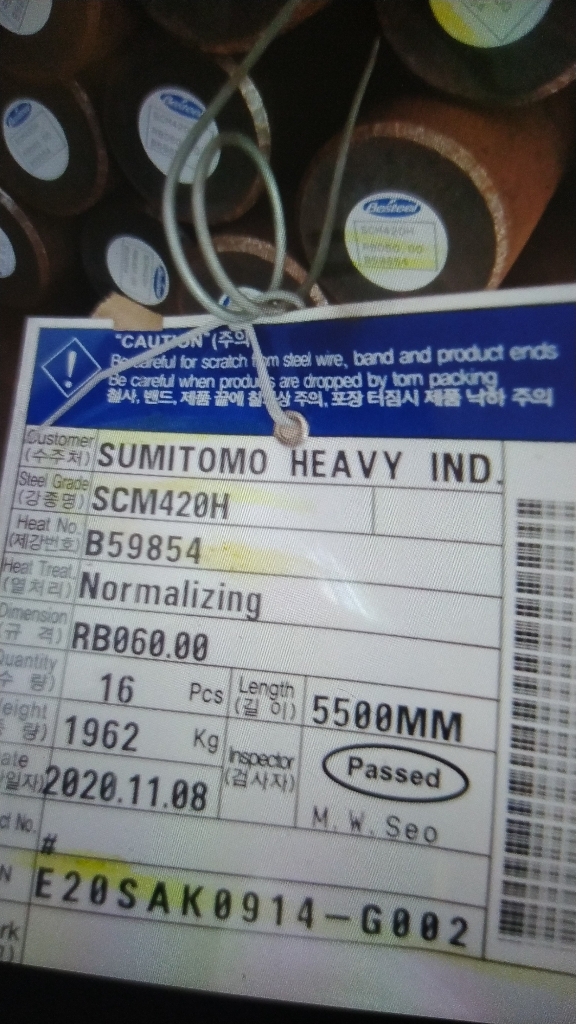 Besteel
SCM420H
Besteel
SCM420H
RB060.00
B59854
"CAUTION" (주의
Be careful for scratch from steel wire, band and product ends
Be careful when products are dropped by torn packing
철사, 밴드, 제품 끝에 주의, 포장 터짐시 제품 낙하 주의
Customer (수주처) SUMITOMO HEAVY IND.
Steel Grade (강종명) SCM420H
Heat No. (제강번호) B59854
Heat Treat. (열처리) Normalizing
Dimension (규 격) RB060.00
Quantity 16 Pcs Length (길 이) 5500MM
1962 Kg Inspector (검사자) Passed
2020.11.08 M.W.Seo
#
E20SAK0914-G002